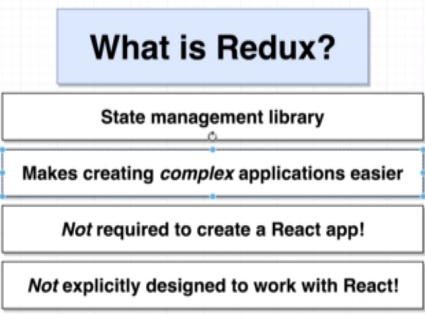 What is Redux?
State management library
Makes creating complex applications easier
Not required to create a React app!
Not explicitly designed to work with React!